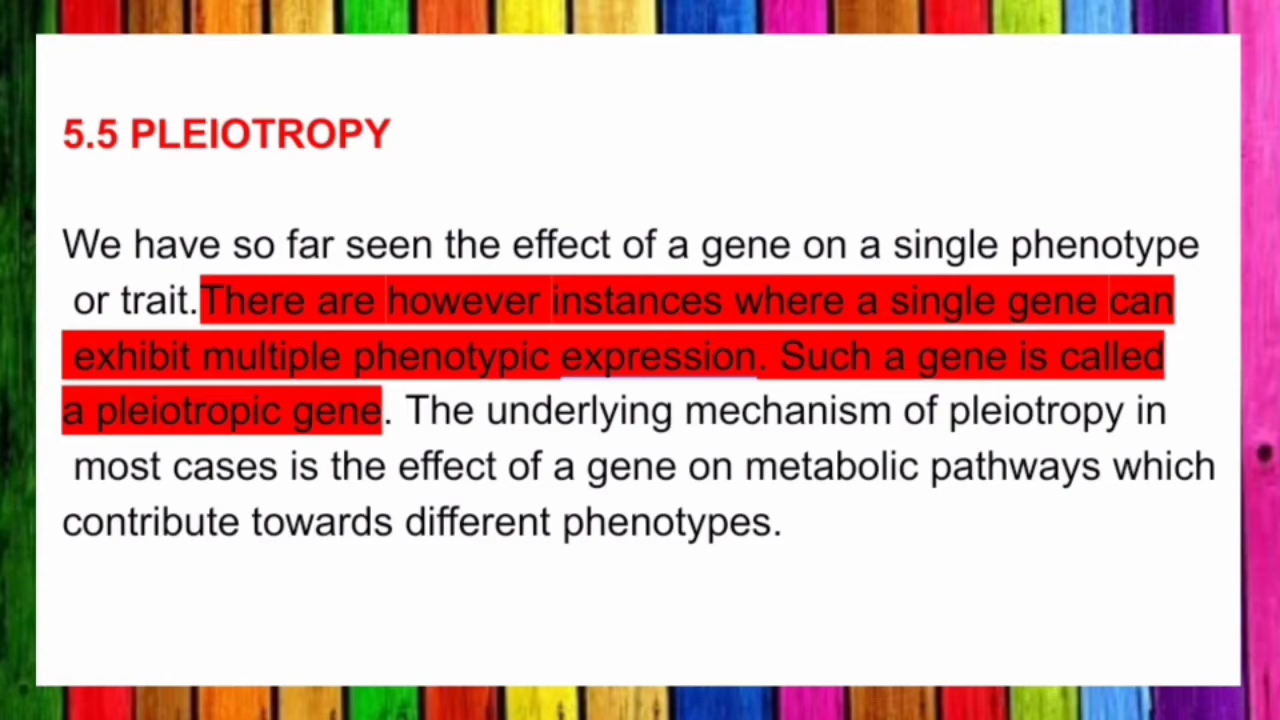 5.5 PLEIOTROPY
We have so far seen the effect of a gene on a single phenotype
or trait.There are however instances where a single gene can
exhibit multiple phenotypic expression. Such a gene is called
a pleiotropic gene. The underlying mechanism of pleiotropy in
most cases is the effect of a gene on metabolic pathways which
contribute towards different phenotypes.